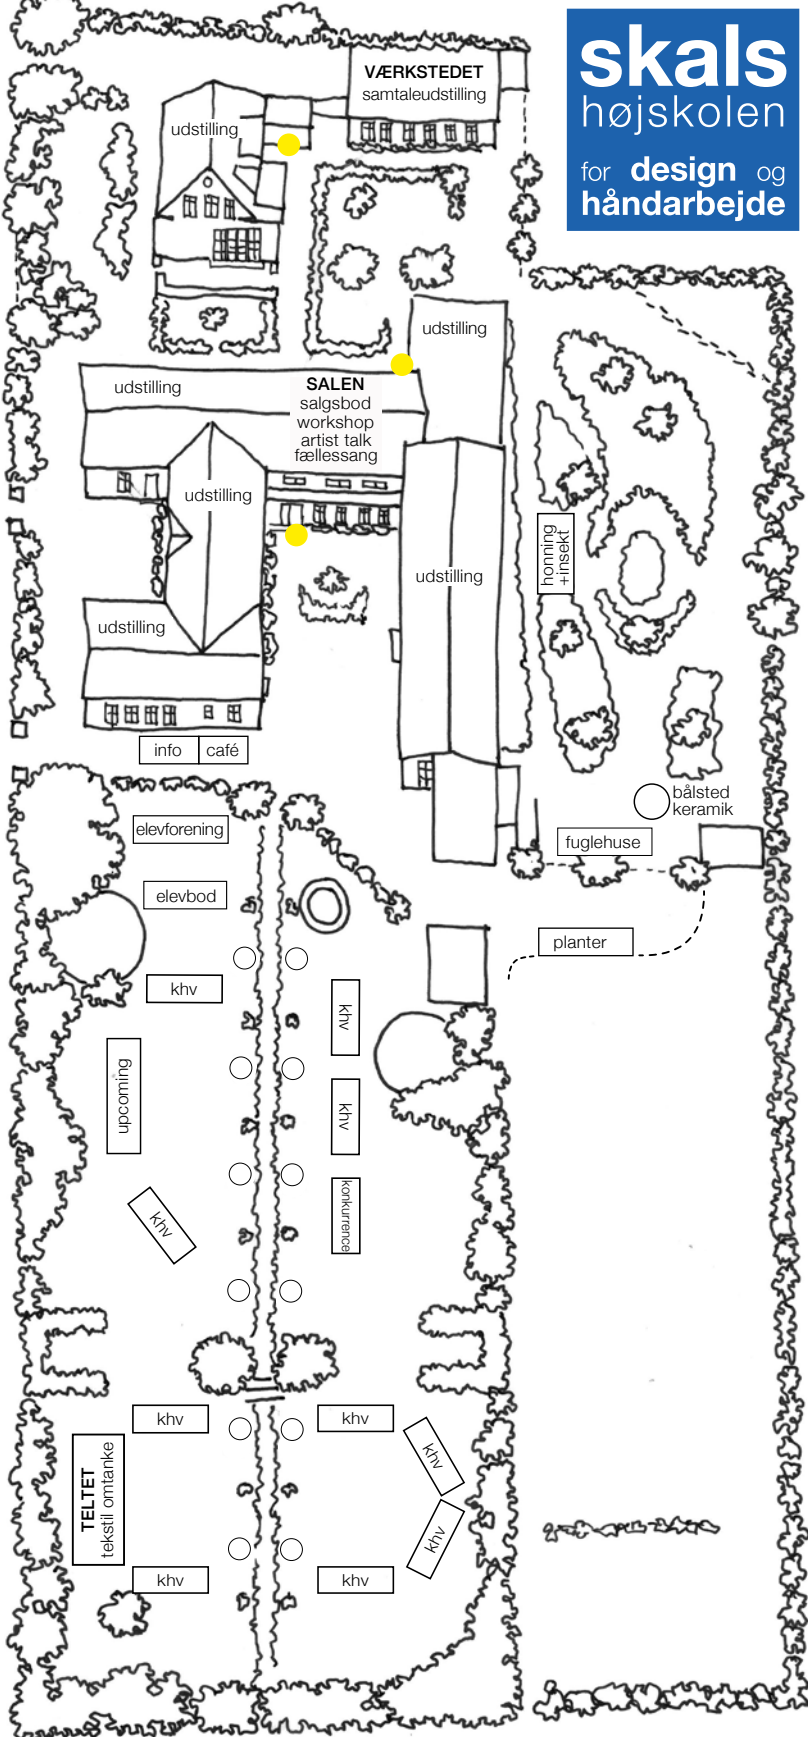 skals
højskolen
for design og
håndarbejde
VÆRKSTEDET
samtaleudstilling
udstilling
udstilling
udstilling
SALEN
salgsbod
workshop
artist talk
fællessang
udstilling
udstilling
honning
+insekt
udstilling
info café
bålsted
keramik
elevforening
fuglehuse
elevbod
planter
khv
khv
upcoming
khv
khv
konkurrence
khv
khv
khv
TELTET
tekstil omtanke
khv
khv
khv